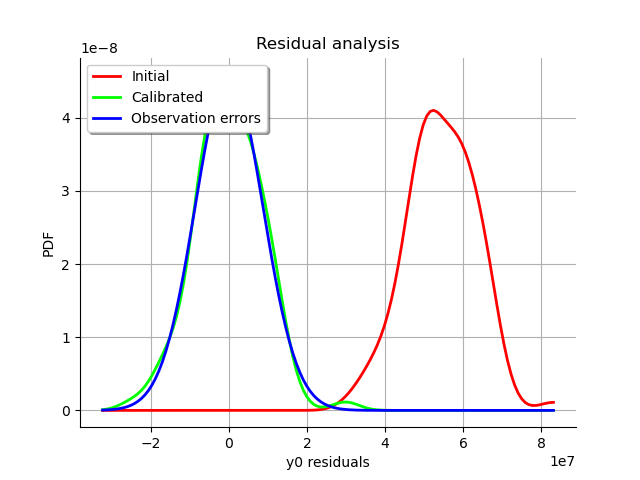 Residual analysis
1e−8
Initial
Calibrated
Observation errors
4
3
2
1
0
PDF
−2 0 2 4 6 8
1e7
y0 residuals